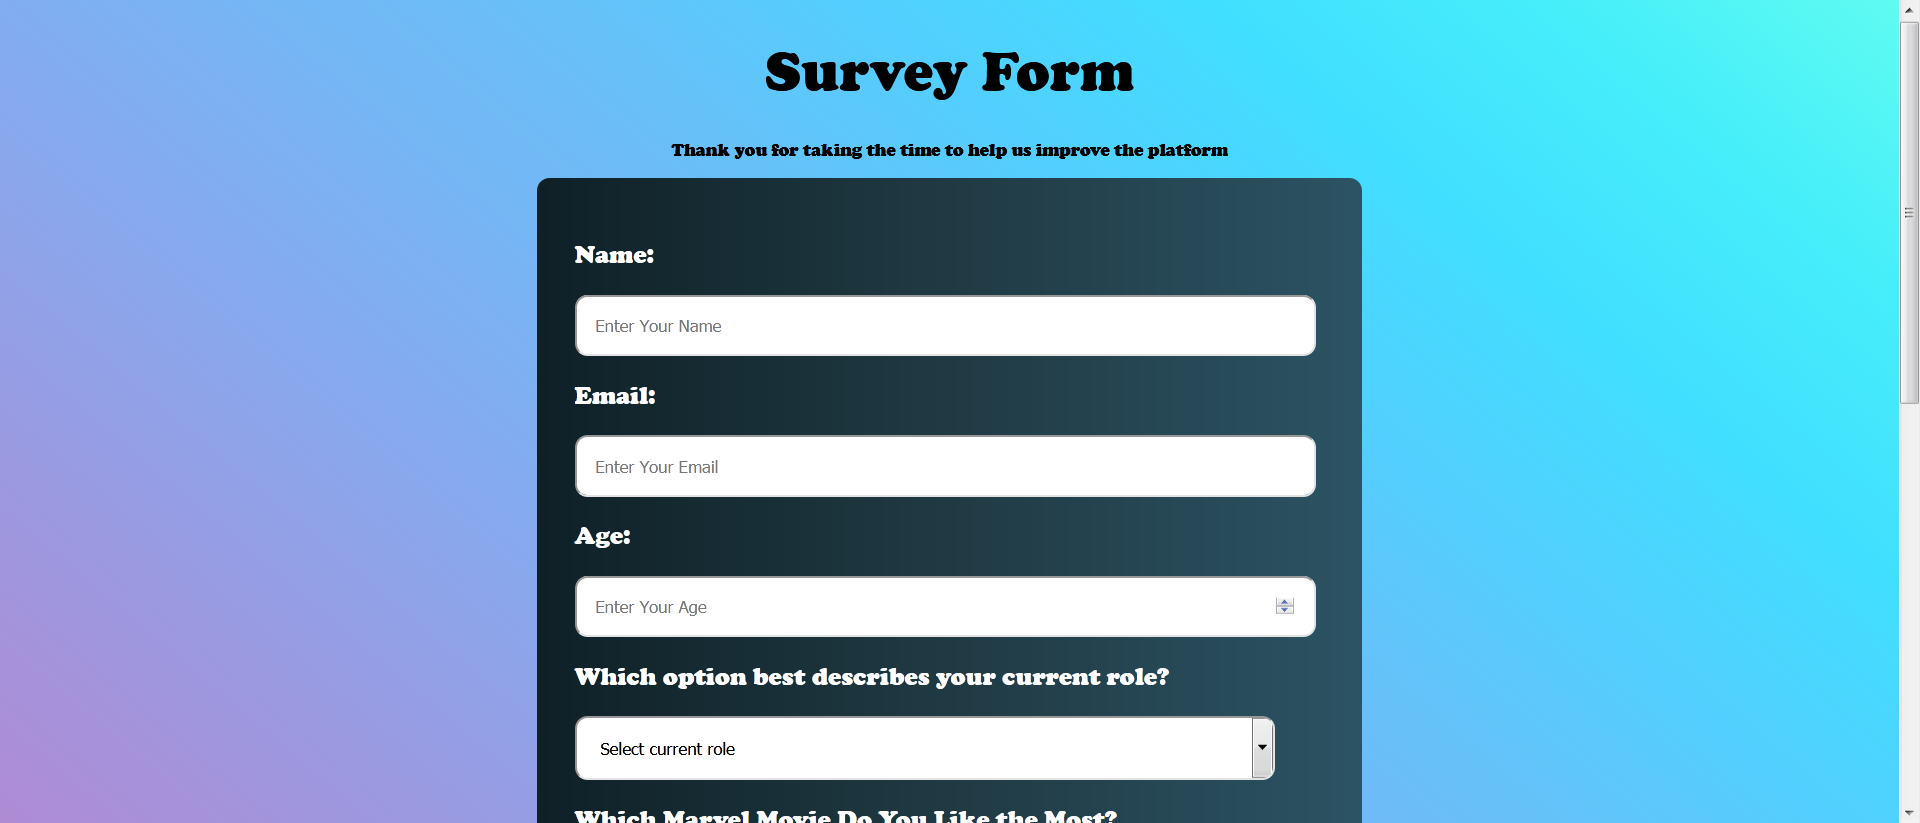 Survey Form
Thank you for taking the time to help us improve the platform
Name:
Enter Your Name
Email:
Enter Your Email
Age:
Enter Your Age
Which option best describes your current role?
Select current role
Which Marvel Movie Do You Like the Most?